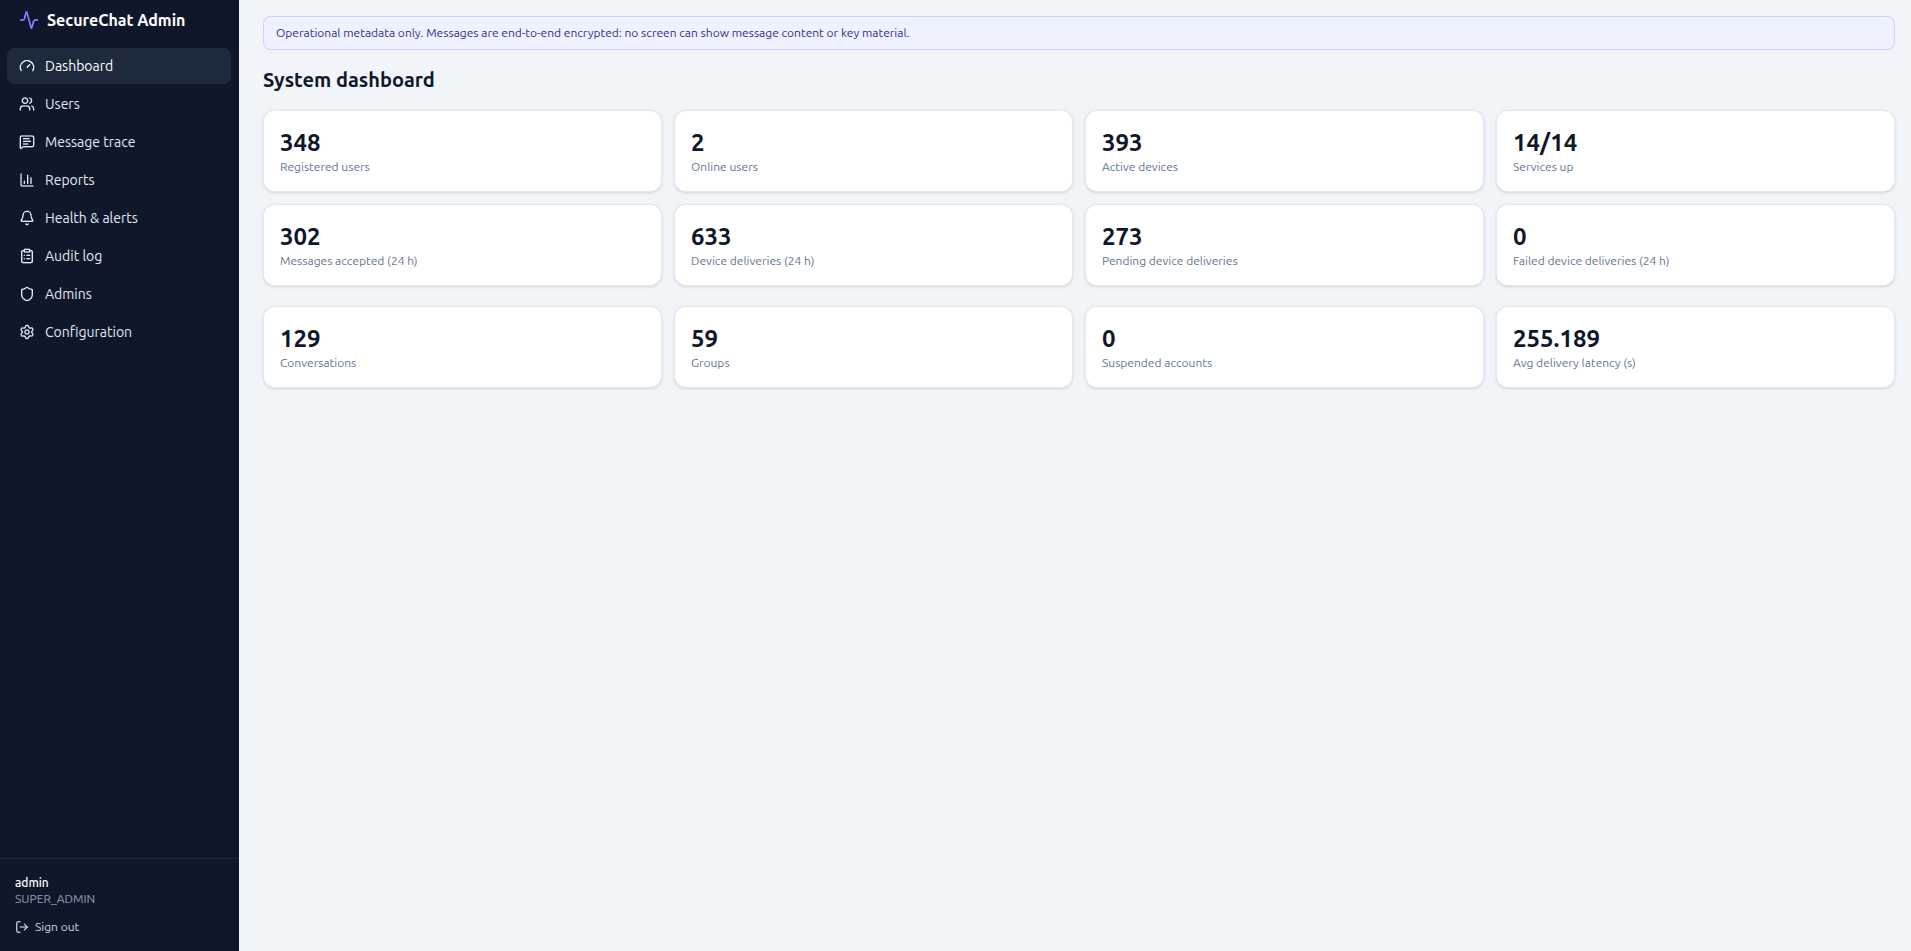 SecureChat Admin
Dashboard
Users
Message trace
Reports
Health & alerts
Audit log
Admins
Configuration
admin
SUPER_ADMIN
Sign out
Operational metadata only. Messages are end-to-end encrypted: no screen can show message content or key material.
System dashboard
348
Registered users
2
Online users
393
Active devices
14/14
Services up
302
Messages accepted (24 h)
633
Device deliveries (24 h)
273
Pending device deliveries
0
Failed device deliveries (24 h)
129
Conversations
59
Groups
0
Suspended accounts
255.189
Avg delivery latency (s)